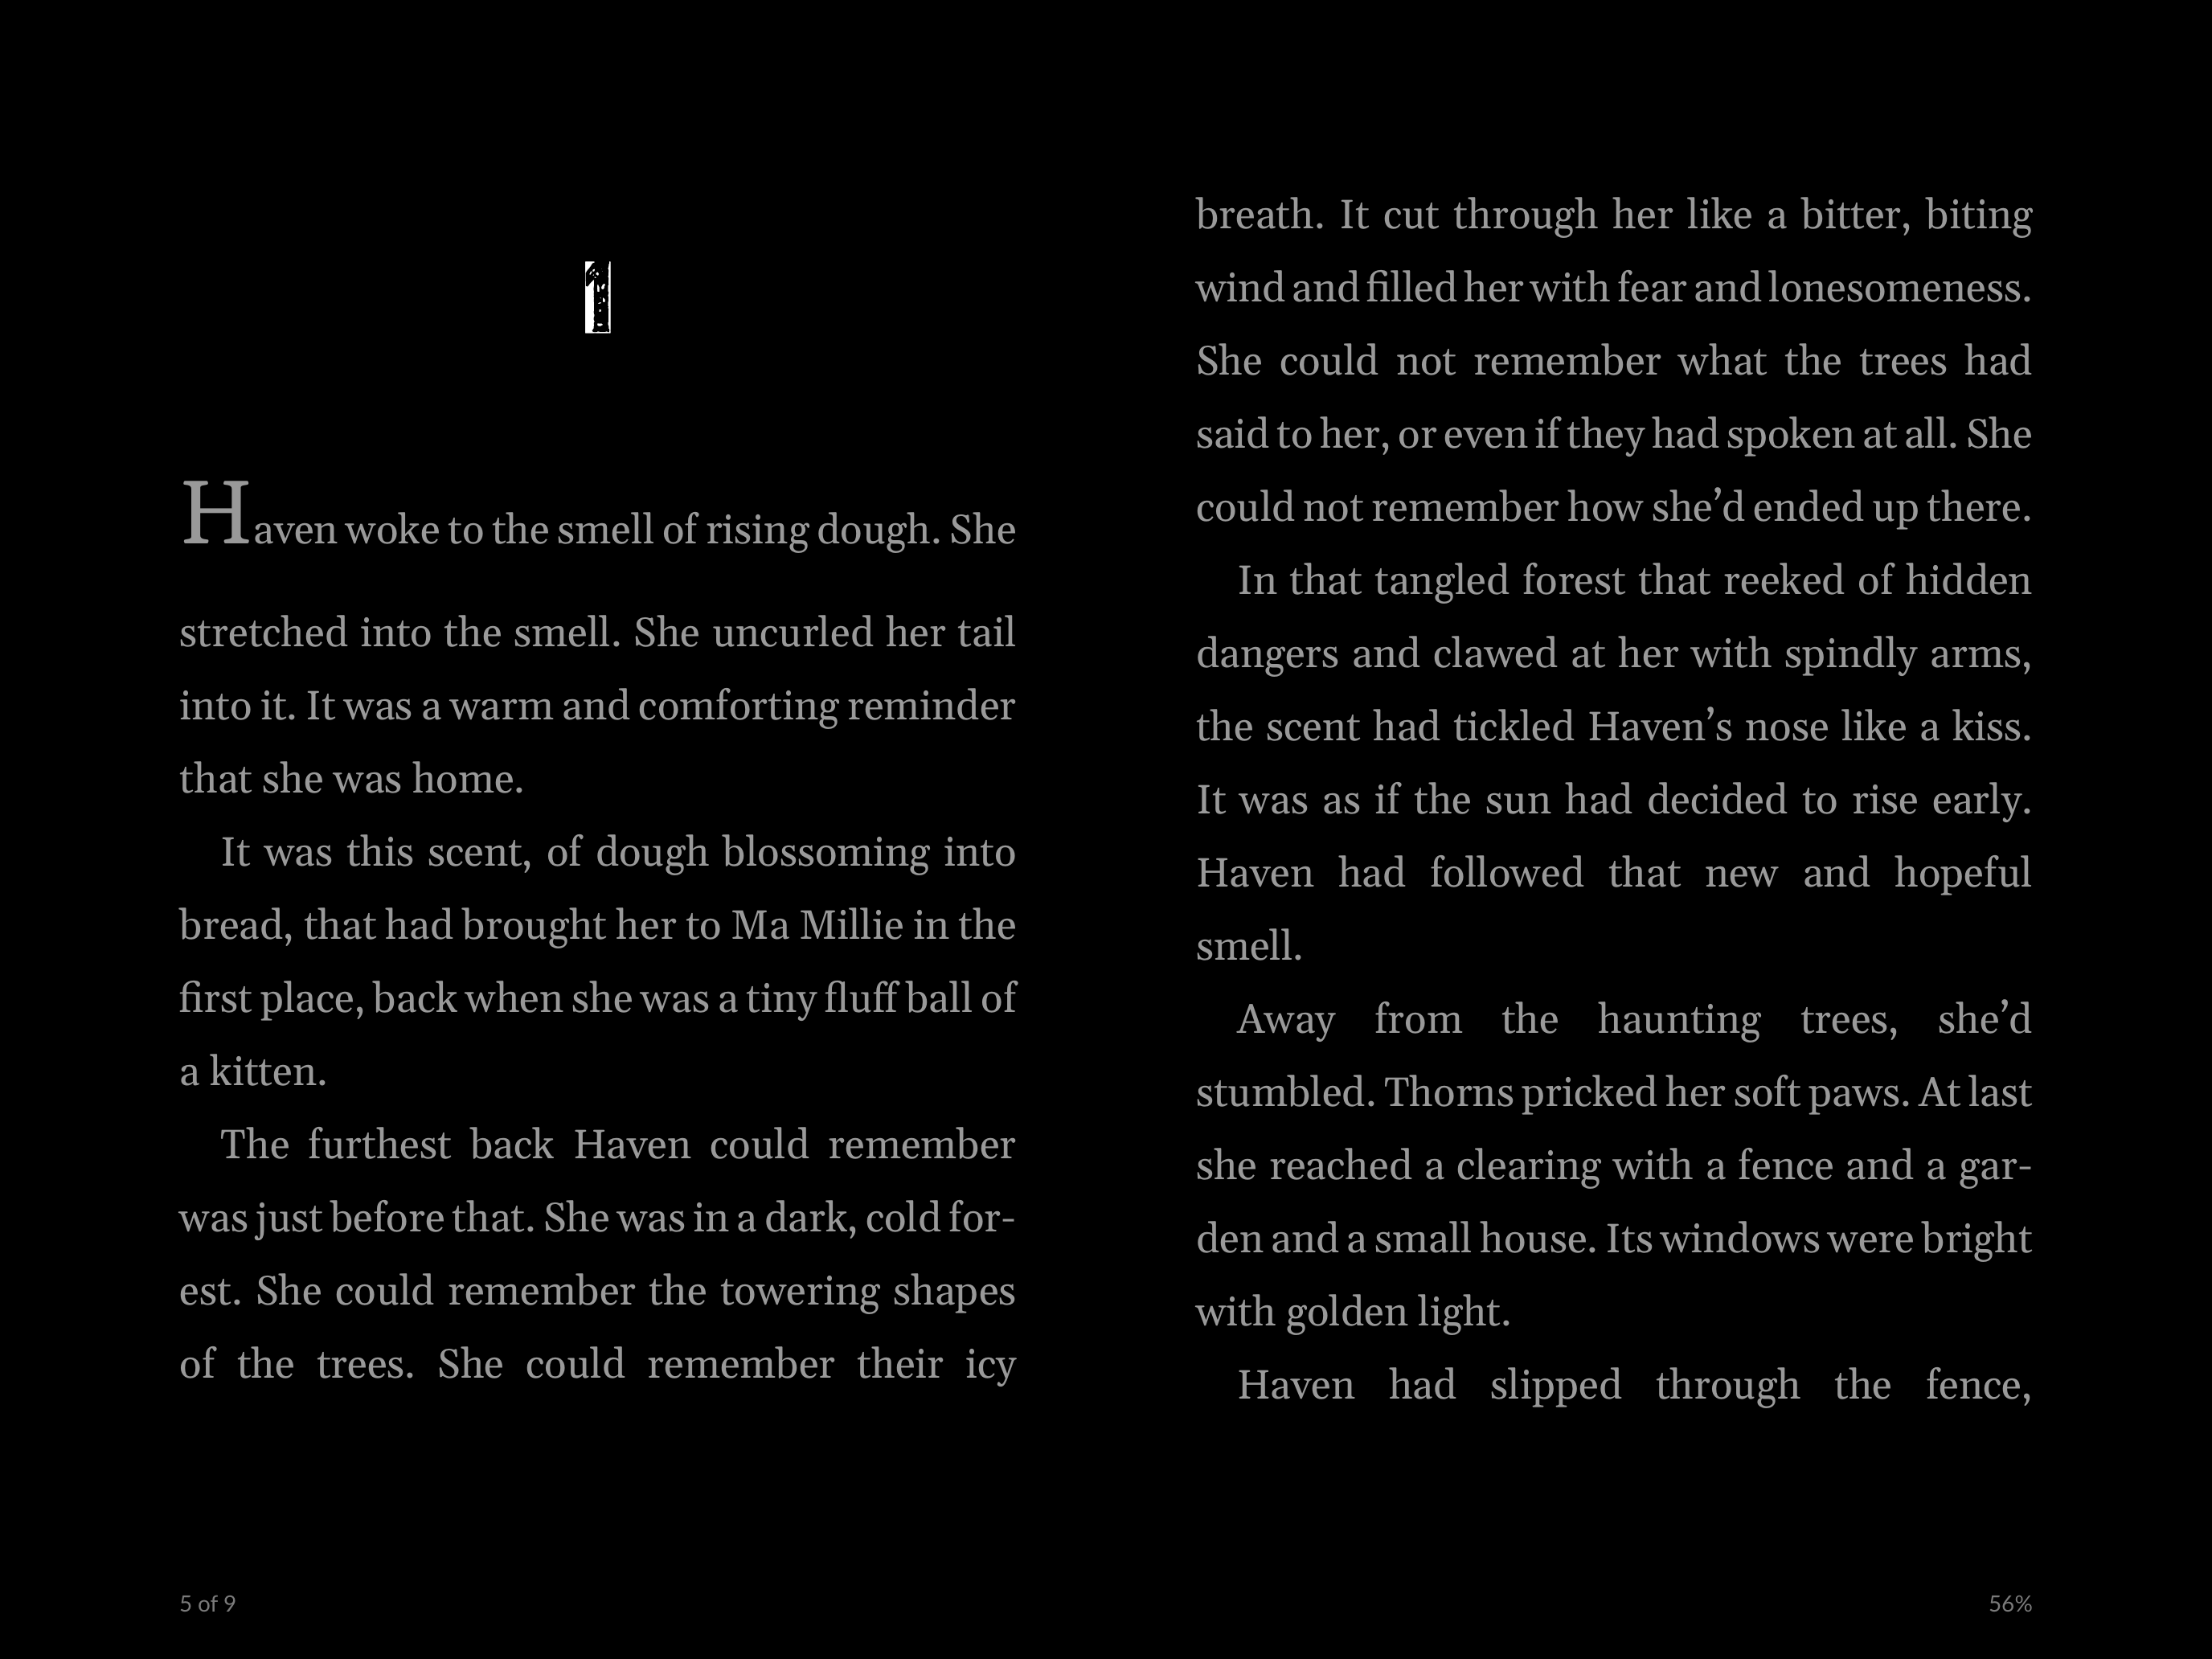 1
Haven woke to the smell of rising dough. She
stretched into the smell. She uncurled her tail
into it. It was a warm and comforting reminder
that she was home.
It was this scent, of dough blossoming into
bread, that had brought her to Ma Millie in the
first place, back when she was a tiny fluff ball of
a kitten.
The furthest back Haven could remember
was just before that. She was in a dark, cold for-
est. She could remember the towering shapes
of the trees. She could remember their icy
breath. It cut through her like a bitter, biting
wind and filled her with fear and lonesomeness.
She could not remember what the trees had
said to her, or even if they had spoken at all. She
could not remember how she’d ended up there.
In that tangled forest that reeked of hidden
dangers and clawed at her with spindly arms,
the scent had tickled Haven’s nose like a kiss.
It was as if the sun had decided to rise early.
Haven had followed that new and hopeful
smell.
Away from the haunting trees, she’d
stumbled. Thorns pricked her soft paws. At last
she reached a clearing with a fence and a gar-
den and a small house. Its windows were bright
with golden light.
Haven had slipped through the fence,
5 of 9
56%